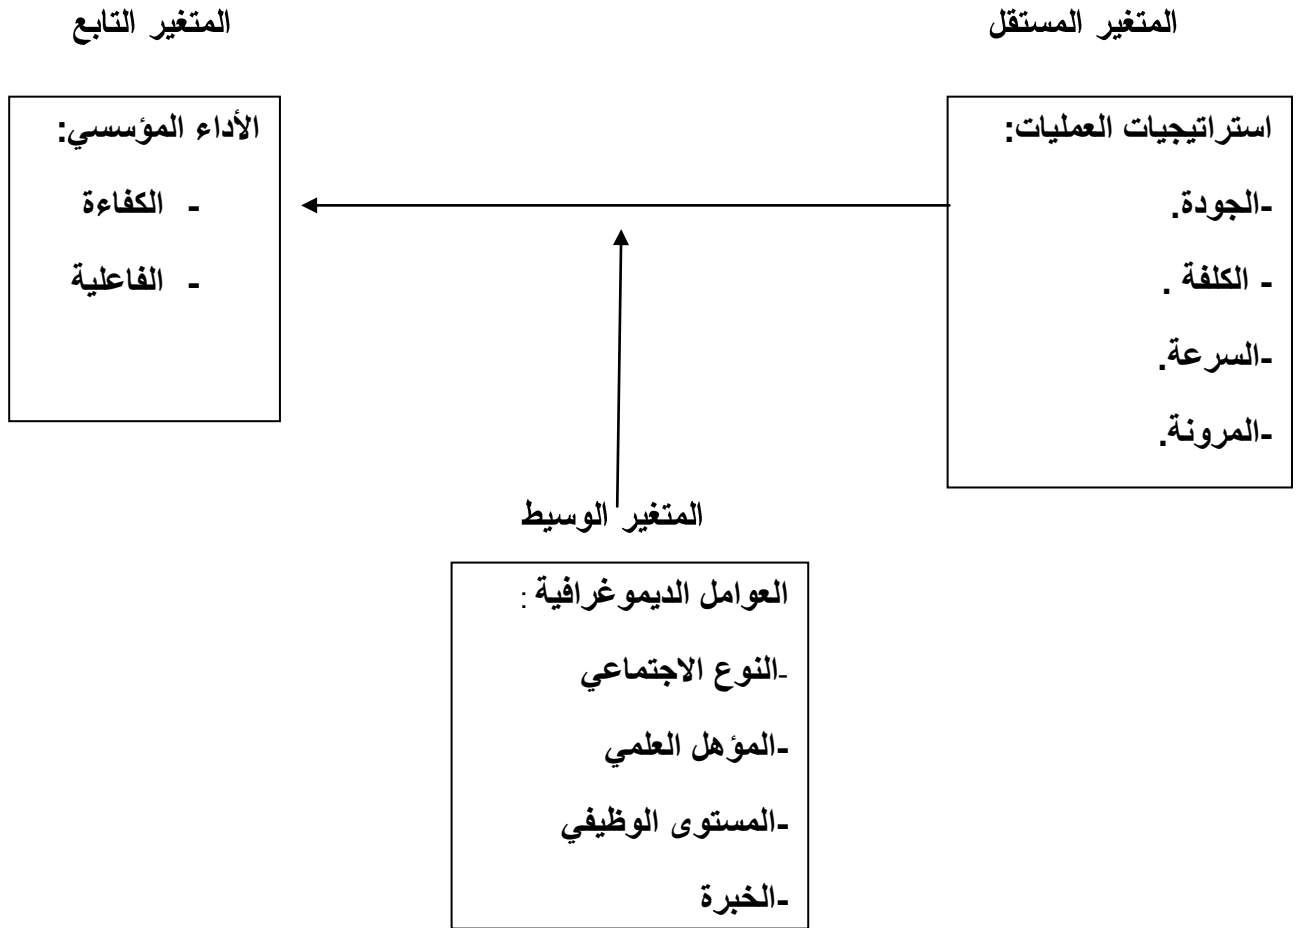 المتغير المستقل
المتغير التابع
استراتيجيات العمليات:
-الجودة.
- الكلفة .
-السرعة.
-المرونة.
الأداء المؤسسي:
- الكفاءة
- الفاعلية
المتغير الوسيط
العوامل الديموغرافية :
-النوع الاجتماعي
-المؤهل العلمي
-المستوى الوظيفي
-الخبرة